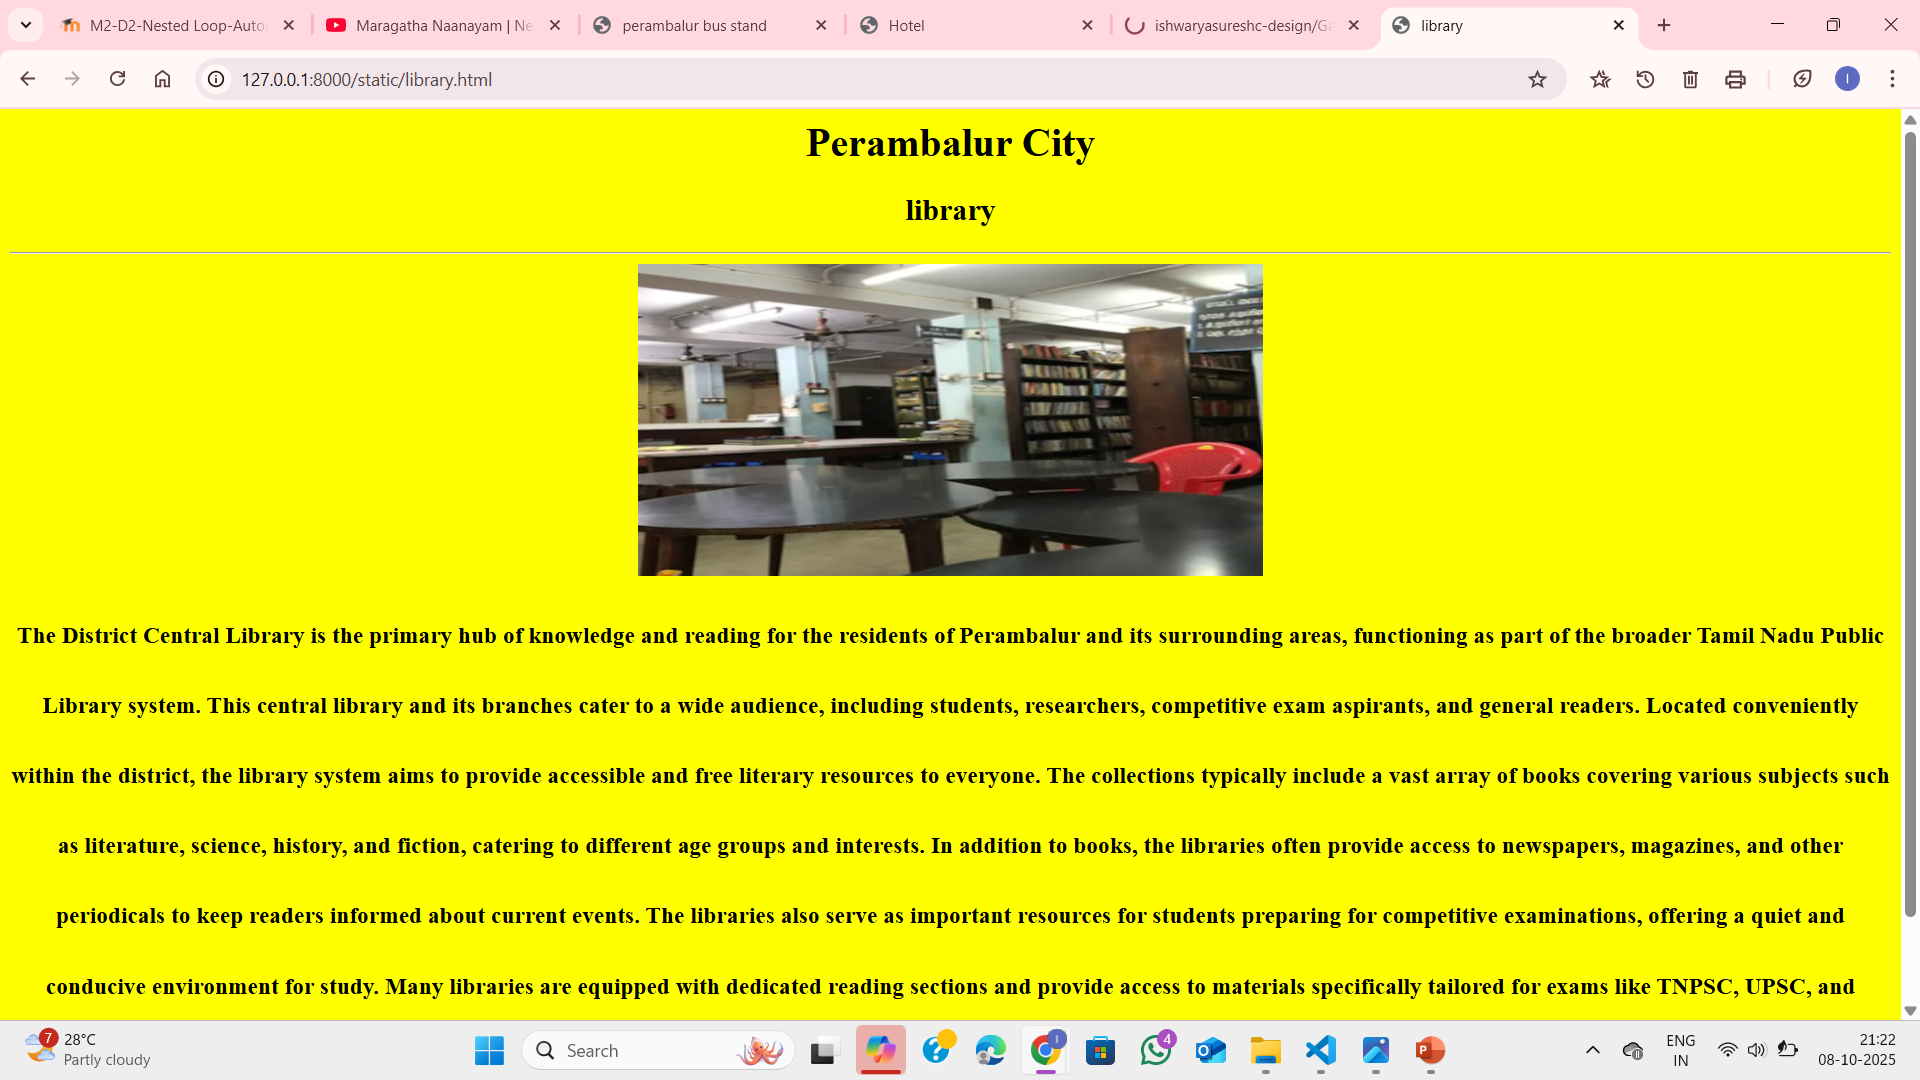 M2-D2-Nested Loop-Auto
Maragatha Naanayam | Ne
perambalur bus stand
Hotel
ishwaryasureshc-design/Ga
library
127.0.0.1:8000/static/library.html
I
Perambalur City
library
The District Central Library is the primary hub of knowledge and reading for the residents of Perambalur and its surrounding areas, functioning as part of the broader Tamil Nadu Public
Library system. This central library and its branches cater to a wide audience, including students, researchers, competitive exam aspirants, and general readers. Located conveniently
within the district, the library system aims to provide accessible and free literary resources to everyone. The collections typically include a vast array of books covering various subjects such
as literature, science, history, and fiction, catering to different age groups and interests. In addition to books, the libraries often provide access to newspapers, magazines, and other
periodicals to keep readers informed about current events. The libraries also serve as important resources for students preparing for competitive examinations, offering a quiet and
conducive environment for study. Many libraries are equipped with dedicated reading sections and provide access to materials specifically tailored for exams like TNPSC, UPSC, and
7
28°C
Partly cloudy
Search
I
4
P
ENG
IN
21:22
08-10-2025